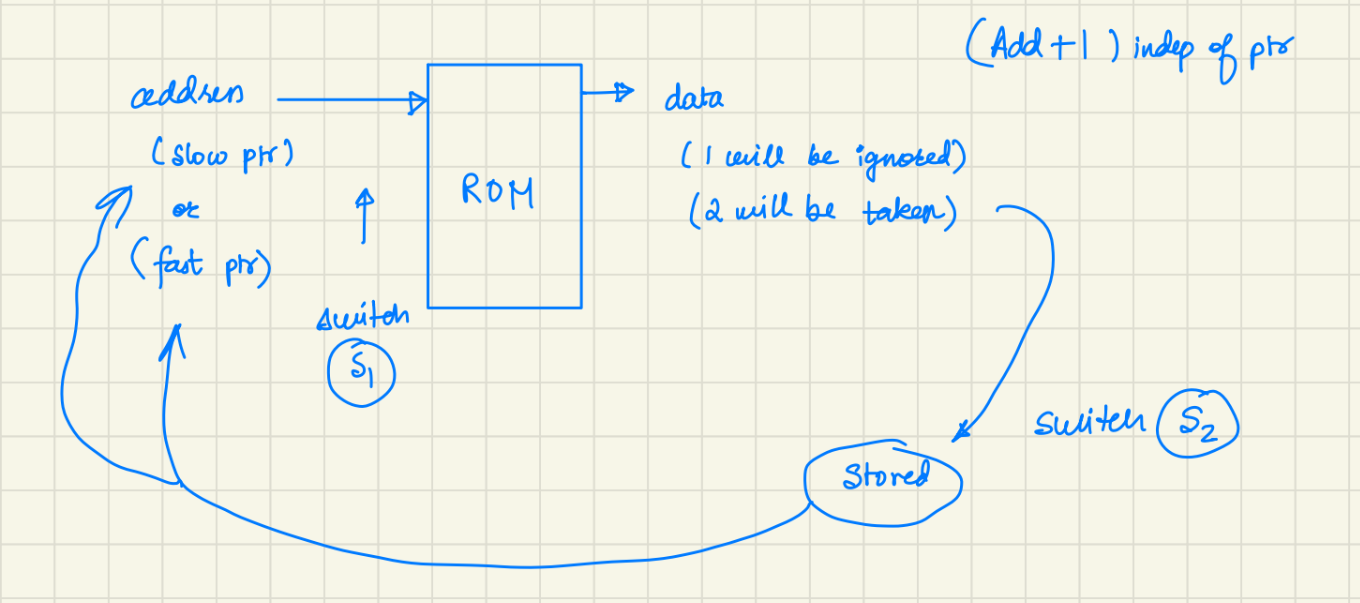 (Add+1) indep of ptr
address
data
(slow ptr)
(1 will be ignored)
ROM
or
(2 will be taken)
(fast ptr)
switch
S1
Switch S2
Stored